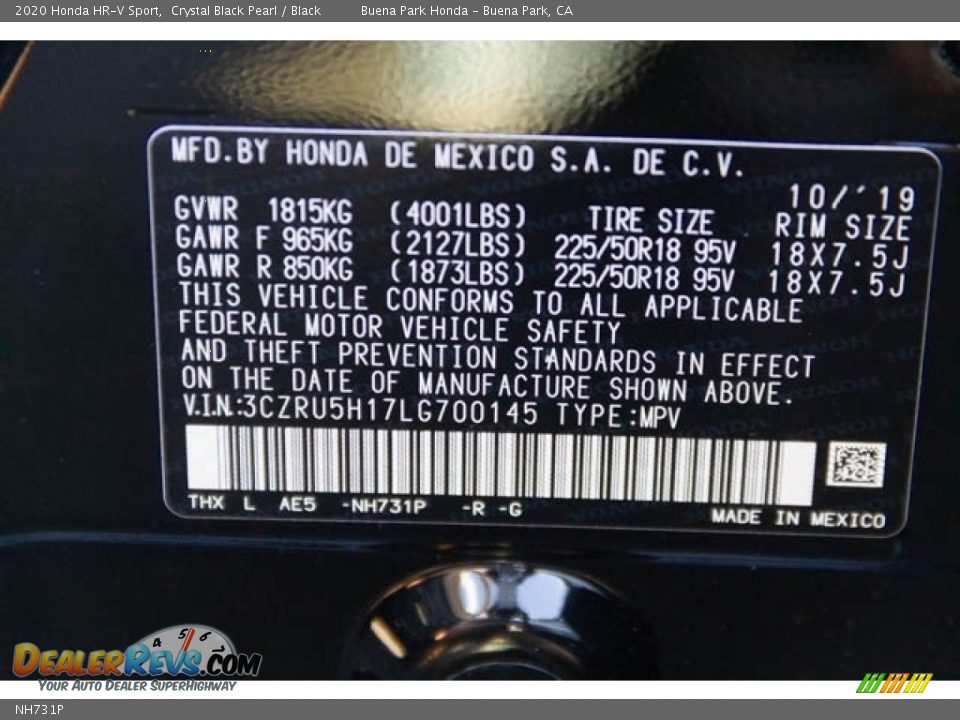 2020 Honda HR-V Sport,  Crystal Black Pearl / Black          Buena Park Honda – Buena Park, CA
MFD.BY HONDA DE MEXICO S.A. DE C.V.
10/'19
GVWR 1815KG (4001LBS) TIRE SIZE RIM SIZE
GAWR F 965KG (2127LBS) 225/50R18 95V 18X7.5J
GAWR R 850KG (1873LBS) 225/50R18 95V 18X7.5J
THIS VEHICLE CONFORMS TO ALL APPLICABLE
FEDERAL MOTOR VEHICLE SAFETY
AND THEFT PREVENTION STANDARDS IN EFFECT
ON THE DATE OF MANUFACTURE SHOWN ABOVE.
V.I.N.:3CZRU5H17LG700145 TYPE:MPV
THX L AE5 -NH731P -R -G
MADE IN MEXICO
4 5 6
DEALERREVS.COM
YOUR AUTO DEALER SUPERHIGHWAY
NH731P